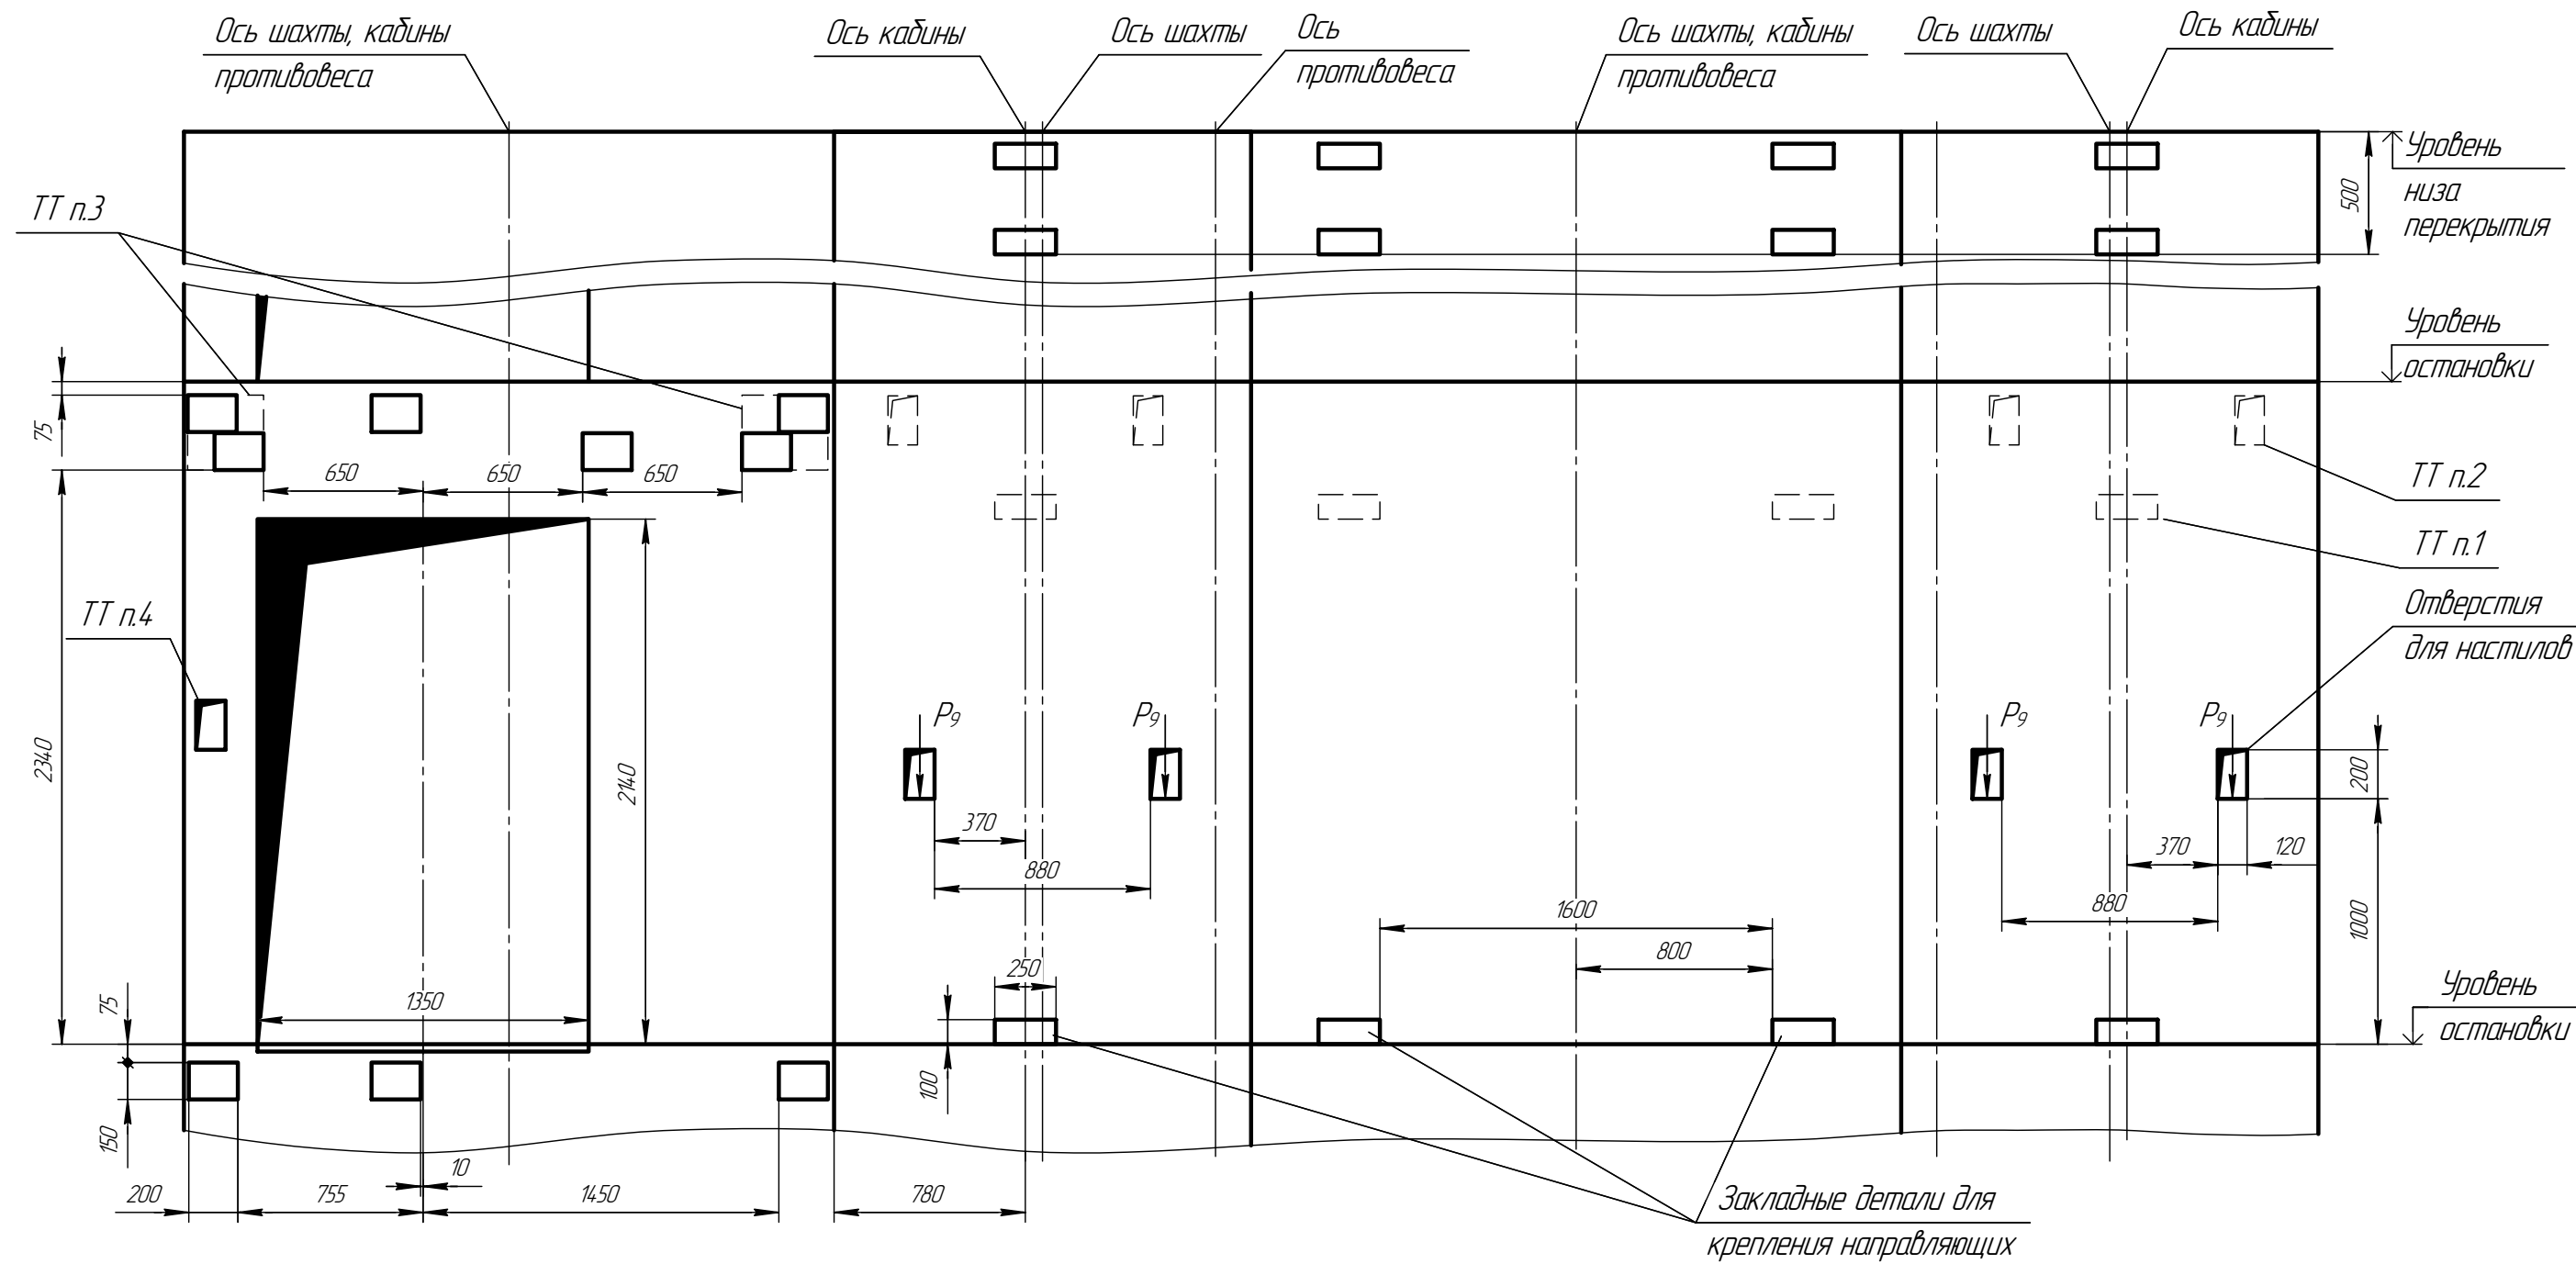 Ось шахты, кабины
противовеса
Ось кабины
Ось шахты
Ось
противовеса
Ось шахты, кабины
противовеса
Ось шахты
Ось кабины
Уровень
низа
перекрытия
500
ТТ п.3
Уровень
остановки
75
650
650
650
ТТ п.2
ТТ п.1
Отверстия
для настилов
ТТ п.4
P9
P9
P9
P9
2340
2140
200
370
880
370
120
880
1000
1600
800
250
1350
75
100
Уровень
остановки
150
10
200
755
1450
780
Закладные детали для
крепления направляющих